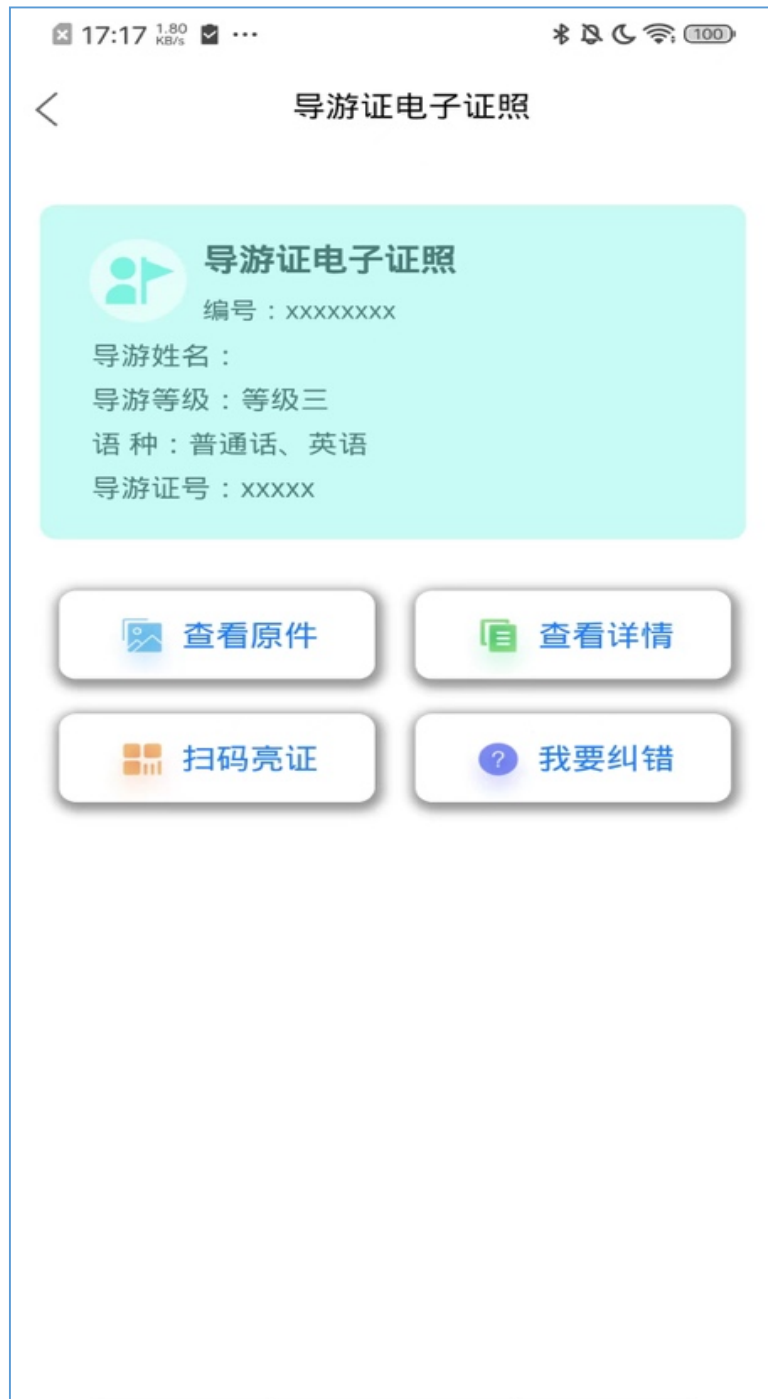 17:17 1.80 KB/s ... 100
导游证电子证照
导游证电子证照
编号：xxxxxxxx
导游姓名：
导游等级：等级三
语 种：普通话、英语
导游证号：xxxxx
查看原件
查看详情
扫码亮证
? 我要纠错